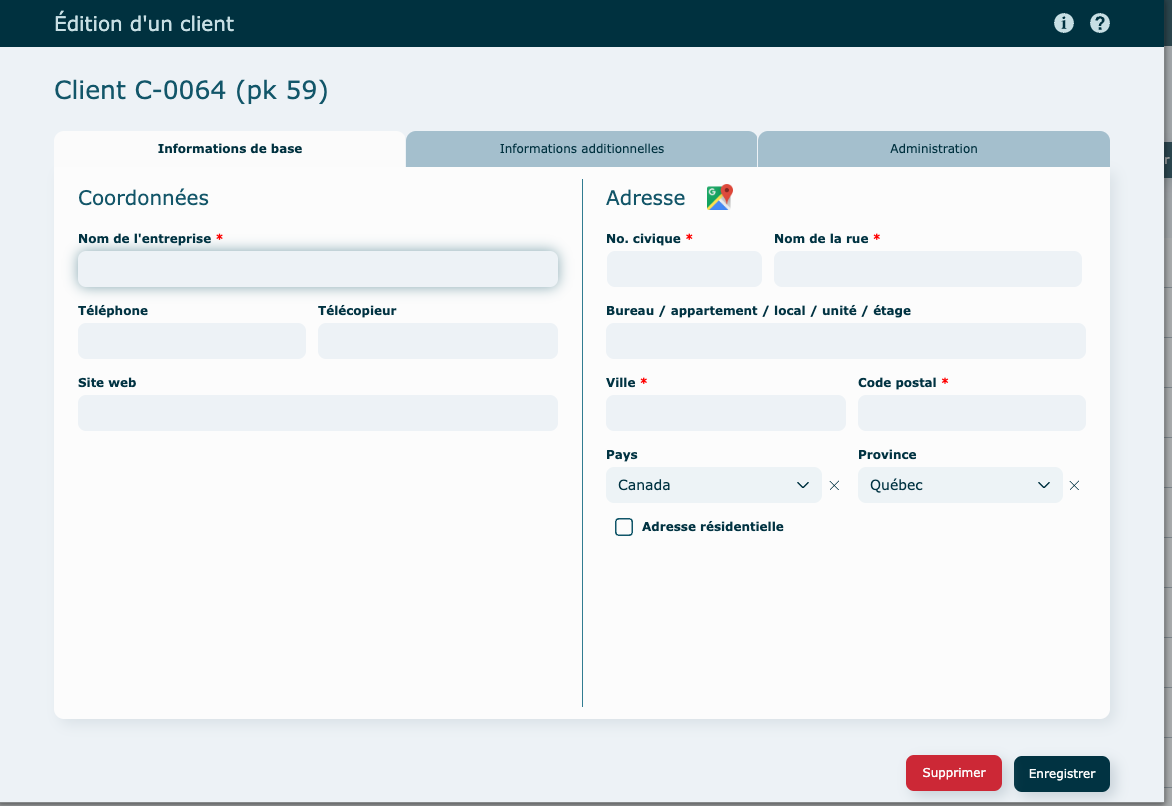 Édition d'un client
Client C-0064 (pk 59)
Informations de base
Informations additionnelles
Administration
Coordonnées
Nom de l'entreprise *
Téléphone
Télécopieur
Site web
Adresse
No. civique *
Nom de la rue *
Bureau / appartement / local / unité / étage
Ville *
Code postal *
Pays
Province
Canada
Québec
Adresse résidentielle
Supprimer
Enregistrer